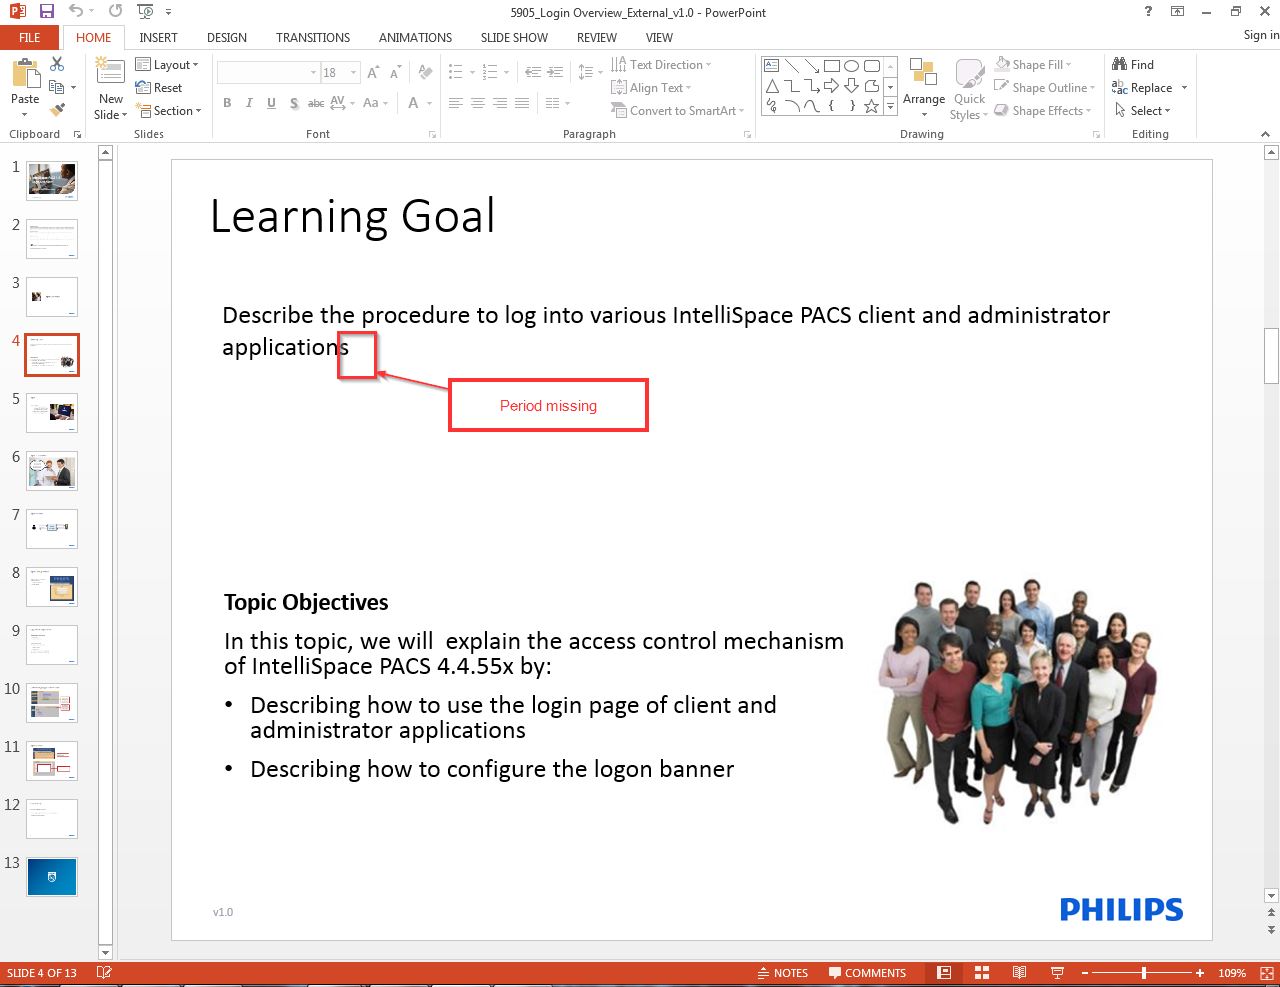 5905_Login Overview_External_v1.0 - PowerPoint
?
Sign in
FILE HOME INSERT DESIGN TRANSITIONS ANIMATIONS SLIDE SHOW REVIEW VIEW
Paste
New
Slide
Layout
Reset
Section
18
B I U S abc AV Aa A
Text Direction
Align Text
Convert to SmartArt
Arrange
Quick
Styles
Shape Fill
Shape Outline
Shape Effects
Find
Replace
Select
Clipboard Slides Font Paragraph Drawing Editing
1
2
3
4
5
6
7
8
9
10
11
12
13
Learning Goal
Describe the procedure to log into various IntelliSpace PACS client and administrator
applications
Period missing
Topic Objectives
In this topic, we will  explain the access control mechanism
of IntelliSpace PACS 4.4.55x by:
• Describing how to use the login page of client and
administrator applications
• Describing how to configure the logon banner
v1.0
PHILIPS
SLIDE 4 OF 13 NOTES COMMENTS 109%